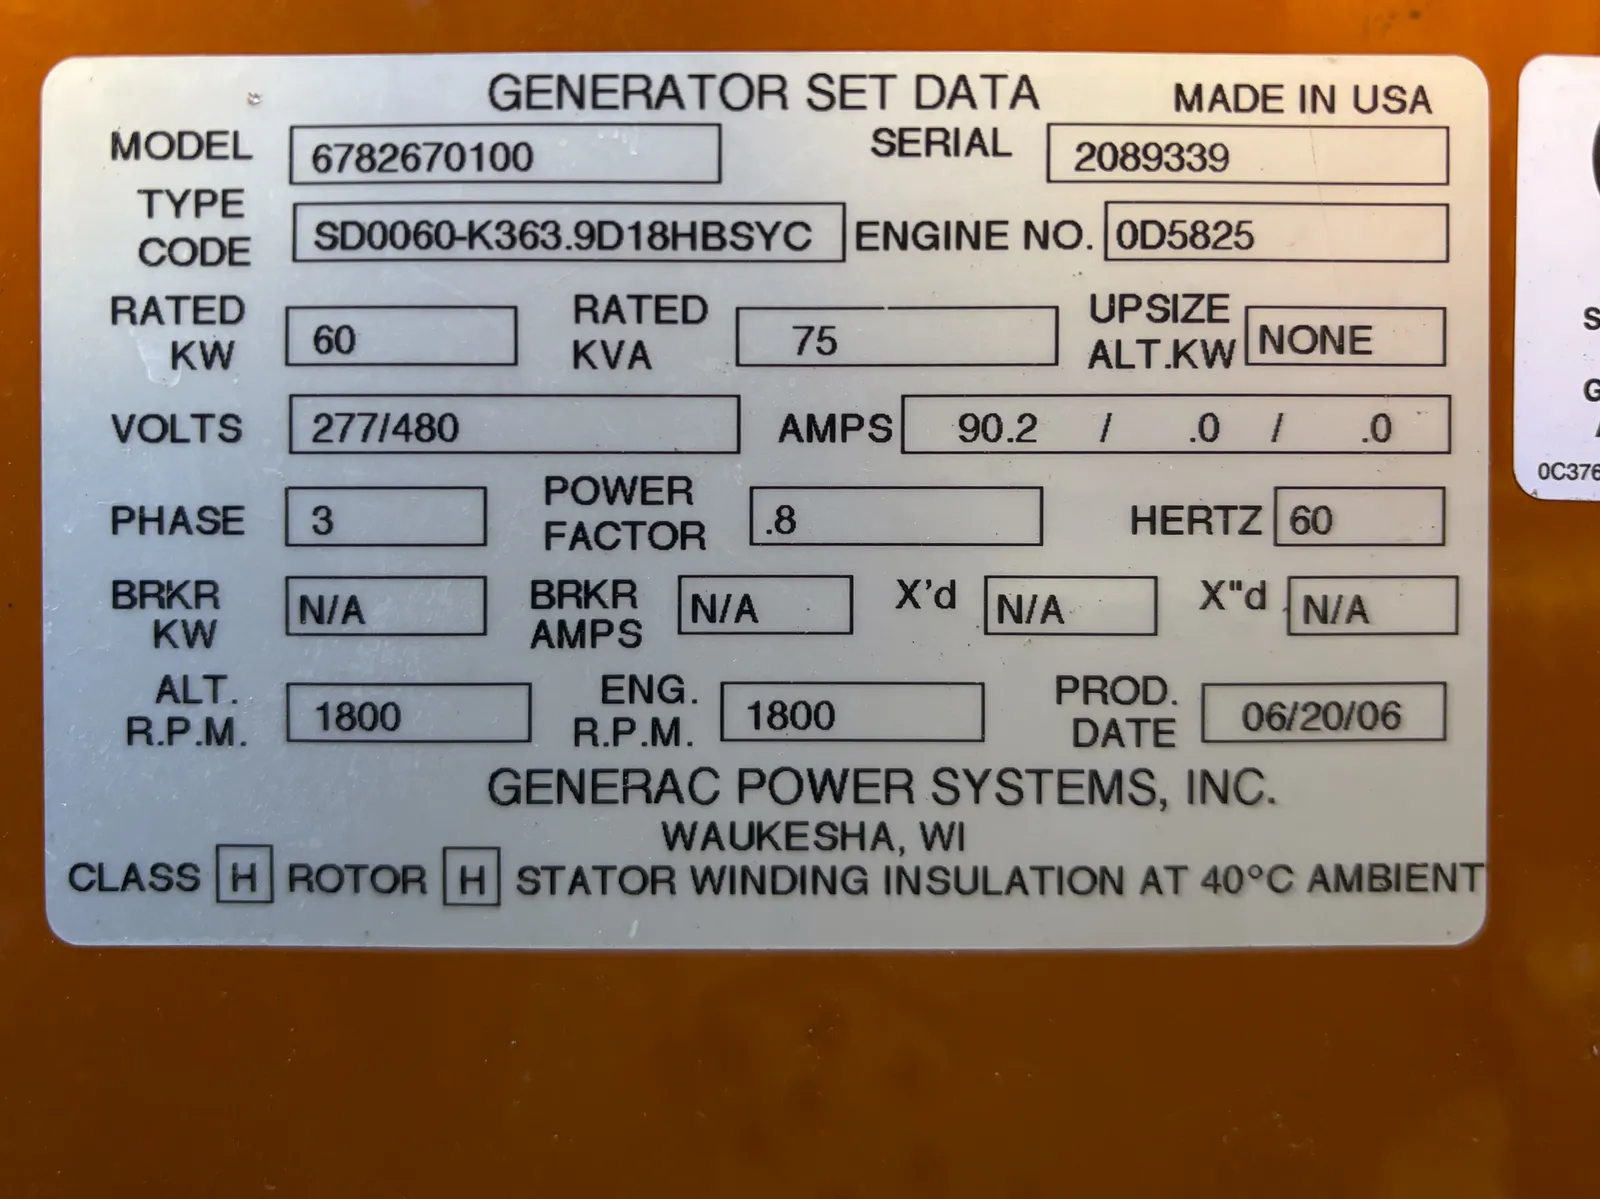 GENERATOR SET DATA MADE IN USA
MODEL 6782670100 SERIAL 2089339
TYPE CODE SD0060-K363.9D18HBSYC ENGINE NO. 0D5825
RATED KW 60 RATED KVA 75 UPSIZE ALT.KW NONE
VOLTS 277/480 AMPS 90.2 / .0 / .0
PHASE 3 POWER FACTOR .8 HERTZ 60
BRKR KW N/A BRKR AMPS N/A X'd N/A X"d N/A
ALT. R.P.M. 1800 ENG. R.P.M. 1800 PROD. DATE 06/20/06
GENERAC POWER SYSTEMS, INC.
WAUKESHA, WI
CLASS H ROTOR H STATOR WINDING INSULATION AT 40°C AMBIENT
S
G
0C376